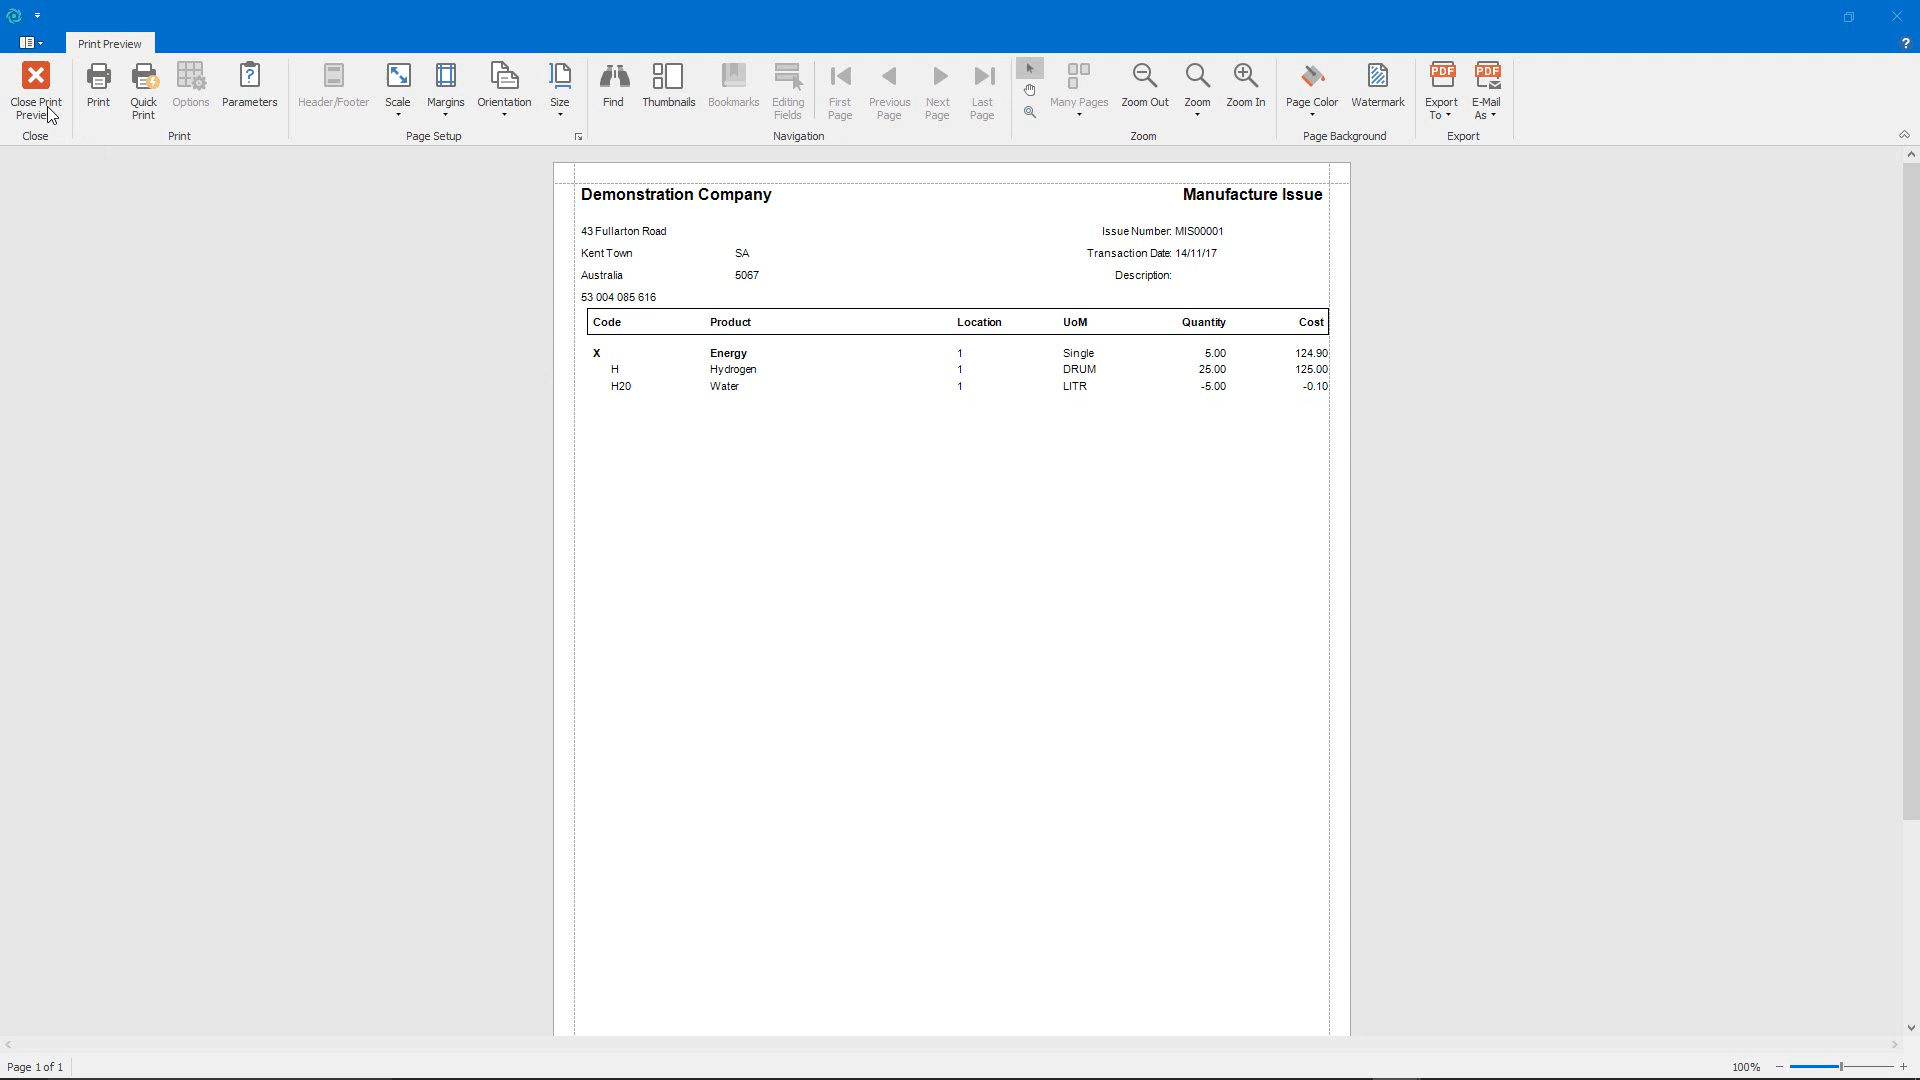 Print Preview
Close Print Preview
Print
Quick Print
Options
Parameters
Header/Footer
Scale
Margins
Orientation
Size
Find
Thumbnails
Bookmarks
Editing Fields
First Page
Previous Page
Next Page
Last Page
Many Pages
Zoom Out
Zoom
Zoom In
Page Color
Watermark
PDF
Export To
PDF
E-Mail As
Close
Print
Page Setup
Navigation
Zoom
Page Background
Export
Demonstration Company Manufacture Issue
43 Fullarton Road Issue Number: MIS00001
Kent Town SA Transaction Date: 14/11/17
Australia 5067 Description:
53 004 085 616
Code Product Location UoM Quantity Cost
X Energy 1 Single 5.00 124.90
H Hydrogen 1 DRUM 25.00 125.00
H20 Water 1 LITR -5.00 -0.10
Page 1 of 1 100%